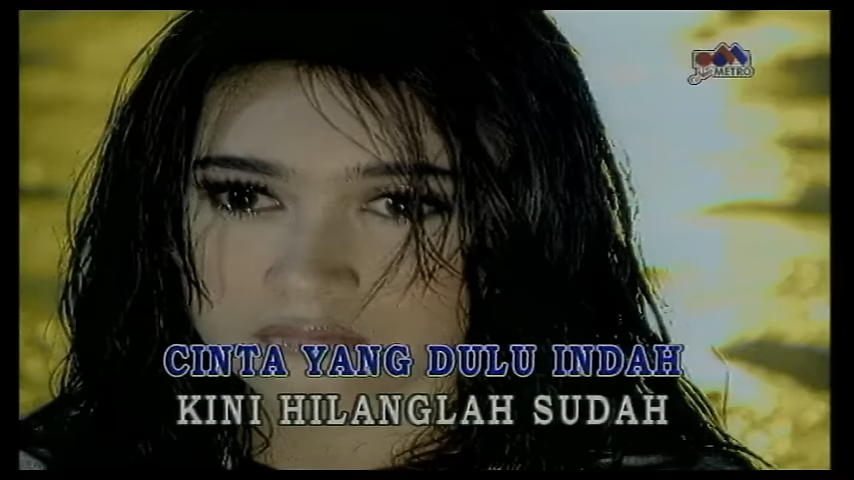 METRO
CINTA YANG DULU INDAH
KINI HILANGLAH SUDAH